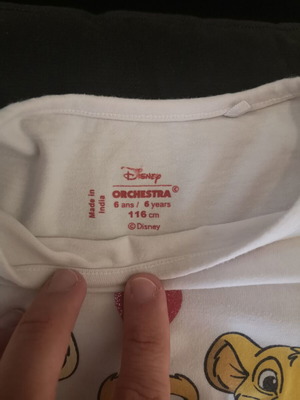 Disney
ORCHESTRA©
6 ans / 6 years
116 cm
©Disney
Made in
India